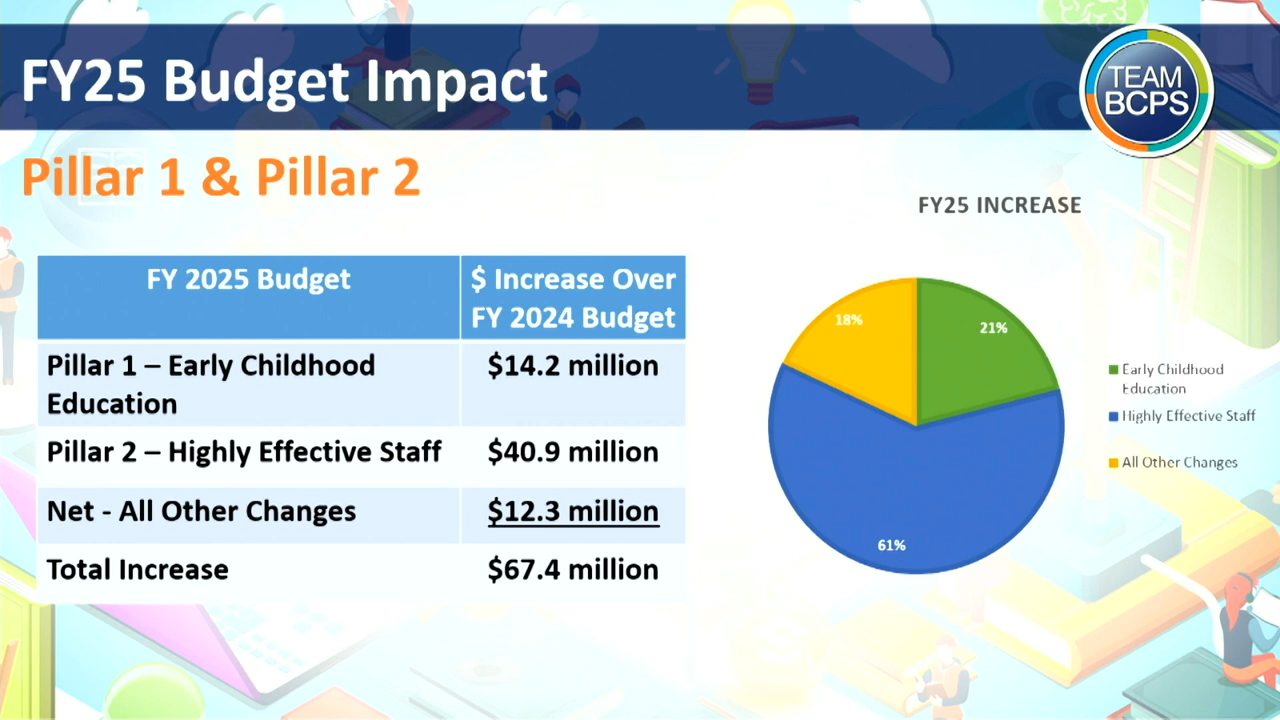 FY25 Budget Impact
TEAM
BCPS
Pillar 1 & Pillar 2
FY 2025 Budget
$ Increase Over
FY 2024 Budget
Pillar 1 – Early Childhood
Education
$14.2 million
Pillar 2 – Highly Effective Staff
$40.9 million
Net - All Other Changes
$12.3 million
Total Increase
$67.4 million
FY25 INCREASE
18%
21%
61%
Early Childhood
Education
Highly Effective Staff
All Other Changes